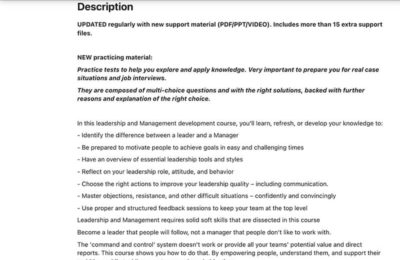 Description
UPDATED regularly with new support material (PDF/PPT/VIDEO). Includes more than 15 extra support
files.
NEW practicing material:
Practice tests to help you explore and apply knowledge. Very important to prepare you for real case
situations and job interviews.
They are composed of multi-choice questions and with the right solutions, backed with further
reasons and explanation of the right choice.
In this leadership and Management development course, you'll learn, refresh, or develop your knowledge to:
- Identify the difference between a leader and a Manager
- Be prepared to motivate people to achieve goals in easy and challenging times
- Have an overview of essential leadership tools and styles
- Reflect on your leadership role, attitude, and behavior
- Choose the right actions to improve your leadership quality – including communication.
- Master objections, resistance, and other difficult situations – confidently and convincingly
- Use proper and structured feedback sessions to keep your team at the top level
Leadership and Management requires solid soft skills that are dissected in this course
Become a leader that people will follow, not a manager that people don't like to work with.
The 'command and control' system doesn't work or provide all your teams' potential value and direct
reports. This course shows you how to do that. By empowering people, understand them, and support their